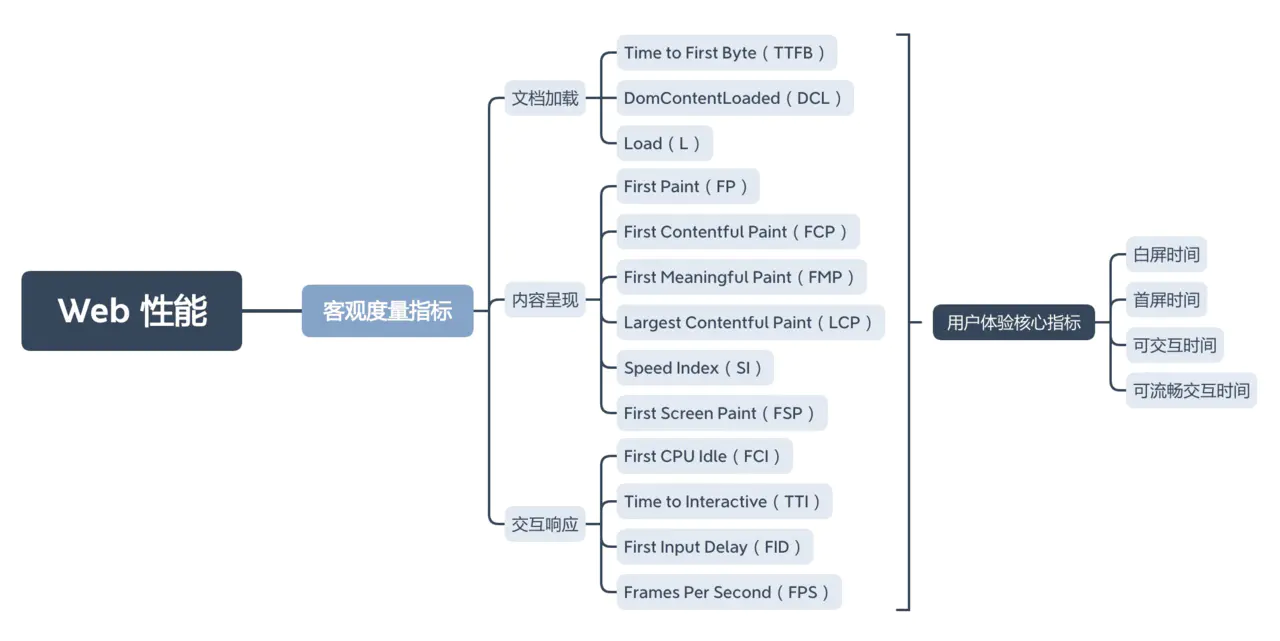 Web 性能
客观度量指标
文档加载
Time to First Byte（TTFB）
DomContentLoaded（DCL）
Load（L）
内容呈现
First Paint（FP）
First Contentful Paint（FCP）
First Meaningful Paint（FMP）
Largest Contentful Paint（LCP）
Speed Index（SI）
First Screen Paint（FSP）
交互响应
First CPU Idle（FCI）
Time to Interactive（TTI）
First Input Delay（FID）
Frames Per Second（FPS）
用户体验核心指标
白屏时间
首屏时间
可交互时间
可流畅交互时间